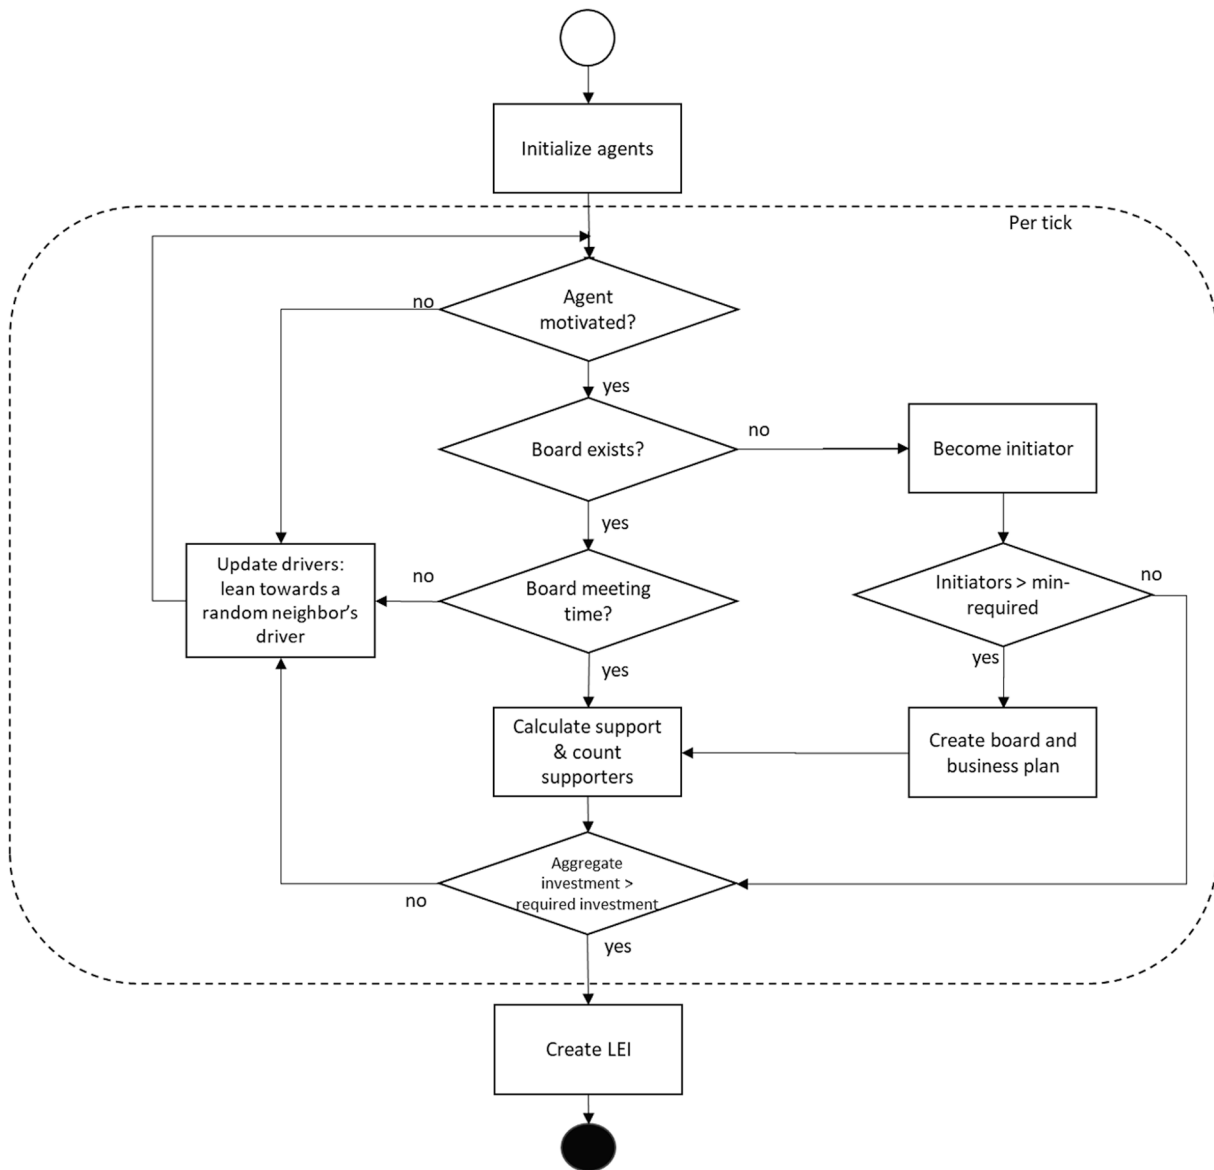 Initialize agents
Per tick
Agent
motivated?
no
yes
Board exists?
no
Become initiator
yes
Update drivers:
lean towards a
random neighbor's
driver
no
Board meeting
time?
Initiators > min-
required
no
yes
yes
Calculate support
& count
supporters
Create board and
business plan
Aggregate
investment >
required investment
no
yes
Create LEI